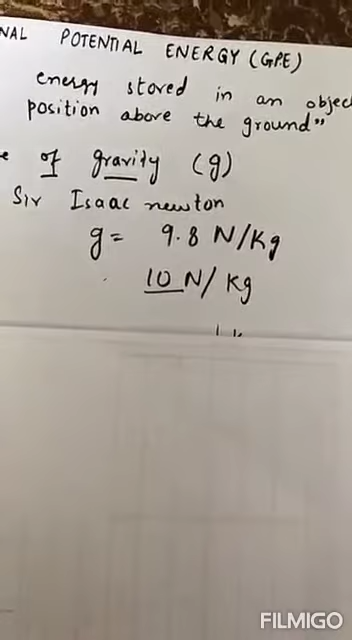 NAL POTENTIAL ENERGY (GPE)
energy stored in an object
position above the ground"
e of gravity (g)
Sir Isaac newton
g= 9.8 N/Kg
10 N/Kg
FILMIGO